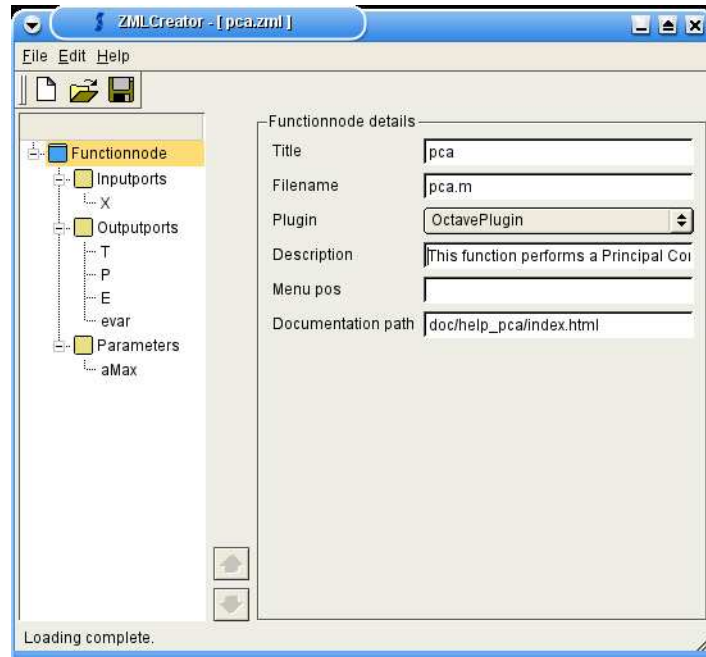 ZMLCreator - [ pca.zml ]
File Edit Help
Functionnode
Inputports
X
Outputports
T
P
E
evar
Parameters
aMax
Functionnode details
Title pca
Filename pca.m
Plugin OctavePlugin
Description This function performs a Principal
Menu pos
Documentation path doc/help_pca/index.html
Loading complete.